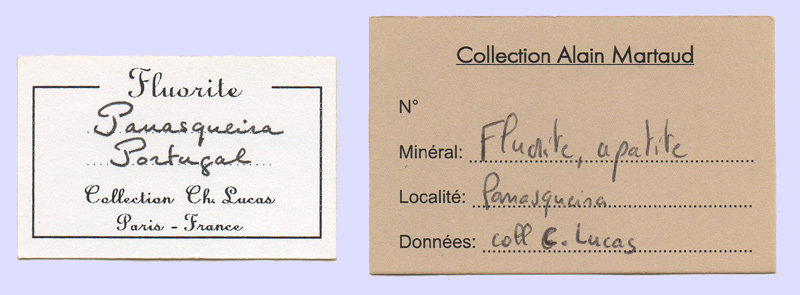 Fluorite
Panasqueira
Portugal
Collection Ch. Lucas
Paris - France
Collection Alain Martaud
N°
Minéral: Fluorite, apatite
Localité: Panasqueira
Données: coll C. Lucas